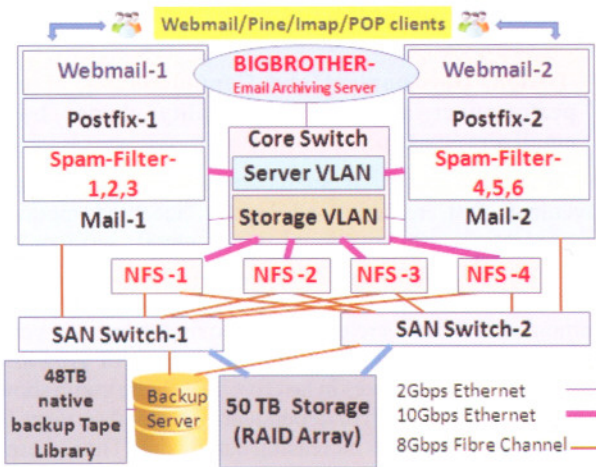 Webmail/Pine/Imap/POP clients
Webmail-1
BIGBROTHER-
Email Archiving Server
Webmail-2
Postfix-1
Postfix-2
Core Switch
Spam-Filter-
1,2,3
Server VLAN
Spam-Filter-
4,5,6
Mail-1
Storage VLAN
Mail-2
NFS -1
NFS -2
NFS -3
NFS -4
SAN Switch-1
SAN Switch-2
48TB
native
backup Tape
Library
Backup
Server
50 TB Storage
(RAID Array)
2Gbps Ethernet
10Gbps Ethernet
8Gbps Fibre Channel